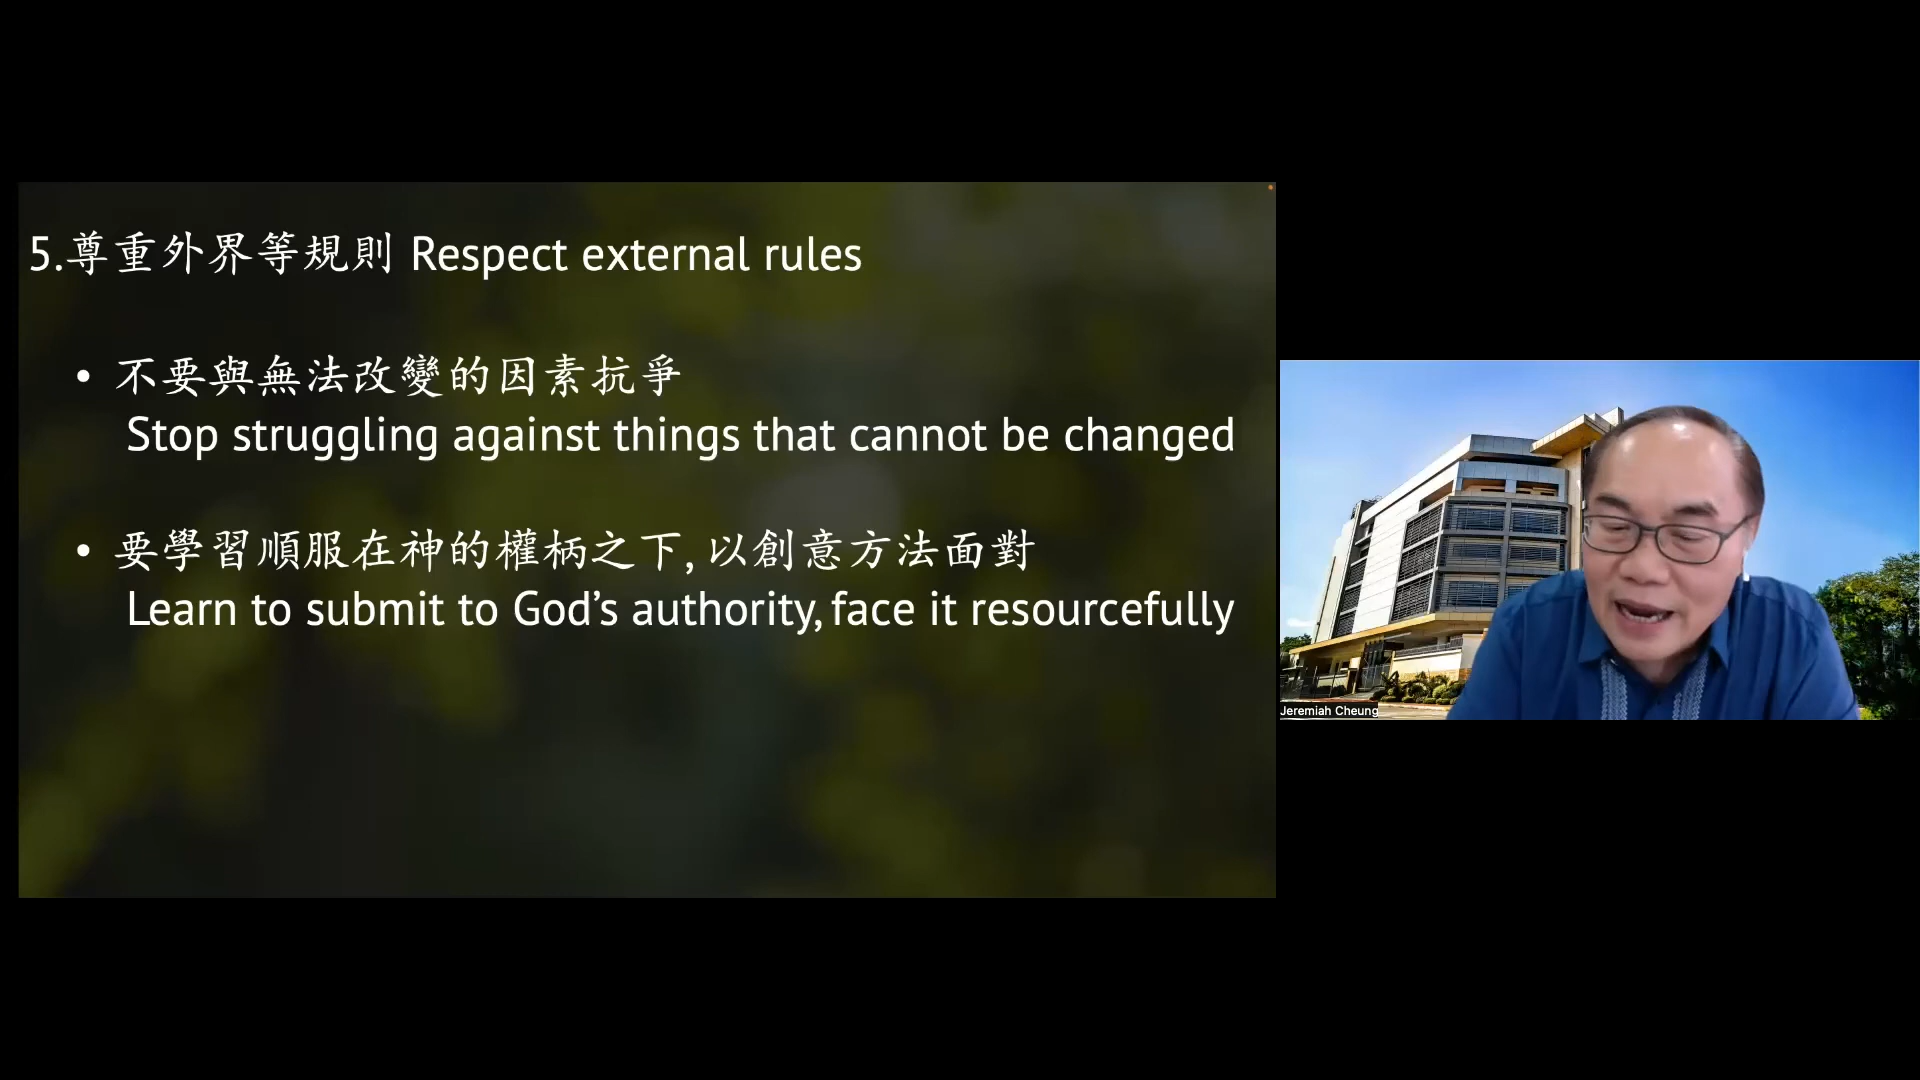 5.尊重外界等規則 Respect external rules
• 不要與無法改變的因素抗爭
Stop struggling against things that cannot be changed
• 要學習順服在神的權柄之下, 以創意方法面對
Learn to submit to God’s authority, face it resourcefully
Jeremiah Cheung